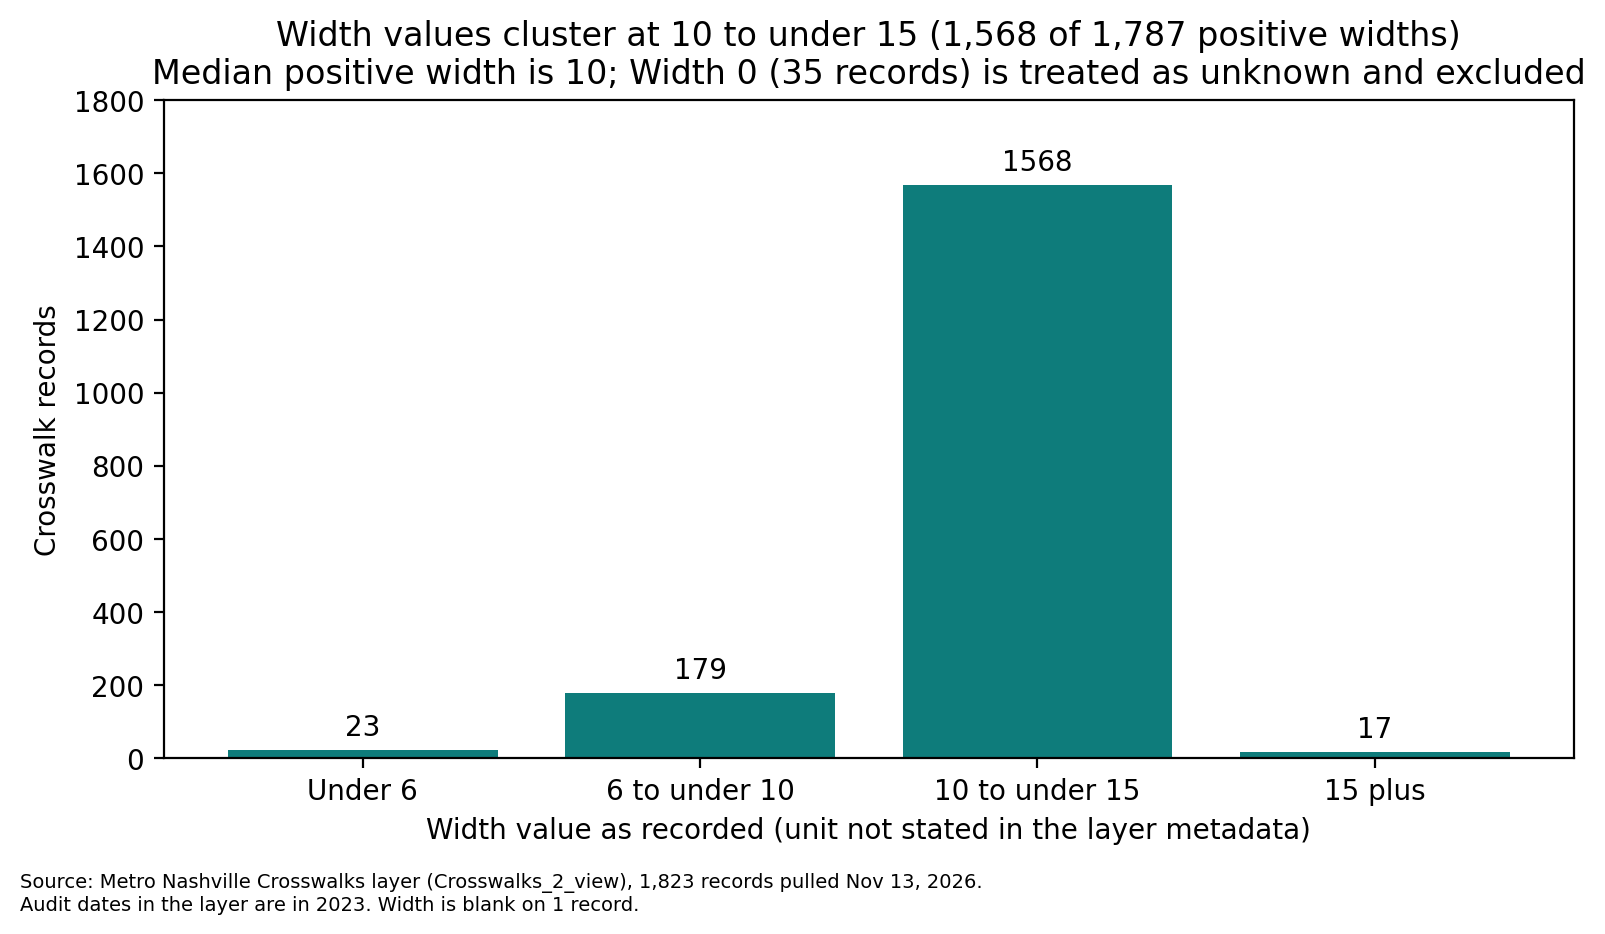 Width values cluster at 10 to under 15 (1,568 of 1,787 positive widths)
Median positive width is 10; Width 0 (35 records) is treated as unknown and excluded
1800
1600
1400
1200
1000
800
600
400
200
0
Crosswalk records
23
179
1568
17
Under 6
6 to under 10
10 to under 15
15 plus
Width value as recorded (unit not stated in the layer metadata)
Source: Metro Nashville Crosswalks layer (Crosswalks_2_view), 1,823 records pulled Nov 13, 2026.
Audit dates in the layer are in 2023. Width is blank on 1 record.